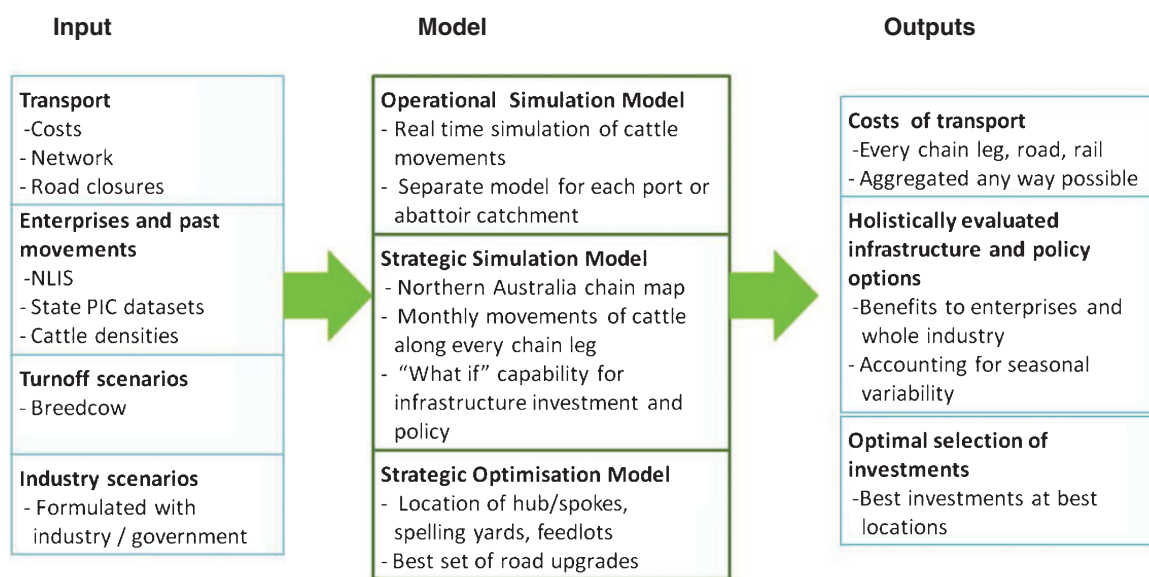 Input
Model
Outputs
Transport
-Costs
- Network
- Road closures
Enterprises and past
movements
-NLIS
- State PIC datasets
- Cattle densities
Turnoff scenarios
- Breedcow
Industry scenarios
- Formulated with
industry / government
Operational Simulation Model
- Real time simulation of cattle
movements
- Separate model for each port or
abattoir catchment
Strategic Simulation Model
- Northern Australia chain map
- Monthly movements of cattle
along every chain leg
- “What if” capability for
infrastructure investment and
policy
Strategic Optimisation Model
- Location of hub/spokes,
spelling yards, feedlots
- Best set of road upgrades
Costs of transport
-Every chain leg, road, rail
- Aggregated any way possible
Holistically evaluated
infrastructure and policy
options
- Benefits to enterprises and
whole industry
- Accounting for seasonal
variability
Optimal selection of
investments
-Best investments at best
locations